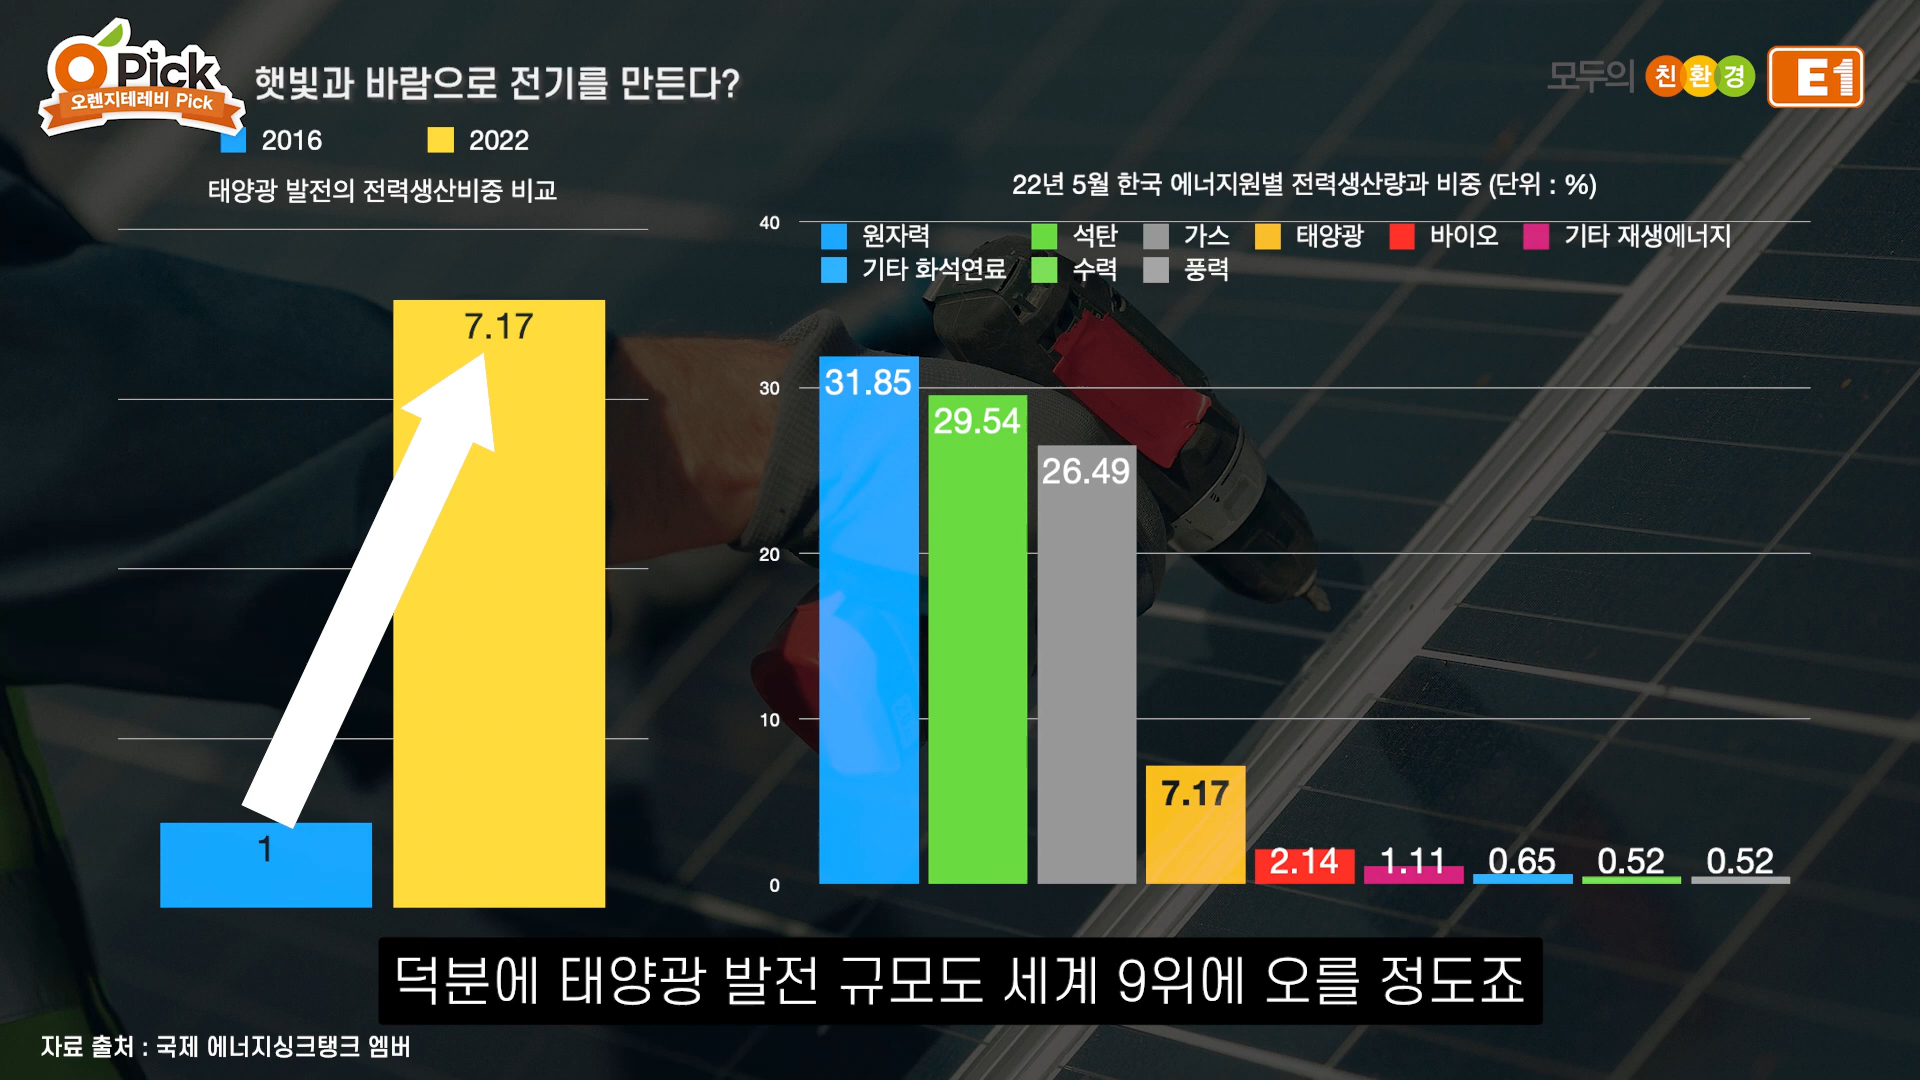 Pick
오렌지테레비 Pick
햇빛과 바람으로 전기를 만든다?
모두의 친환경 E1
2016 2022
태양광 발전의 전력생산비중 비교
7.17
1
22년 5월 한국 에너지원별 전력생산량과 비중 (단위 : %)
40
원자력 석탄 가스 태양광 바이오 기타 재생에너지
기타 화석연료 수력 풍력
30
20
10
0
31.85
29.54
26.49
7.17
2.14
1.11
0.65
0.52
0.52
덕분에 태양광 발전 규모도 세계 9위에 오를 정도죠
자료 출처 : 국제 에너지싱크탱크 엠버